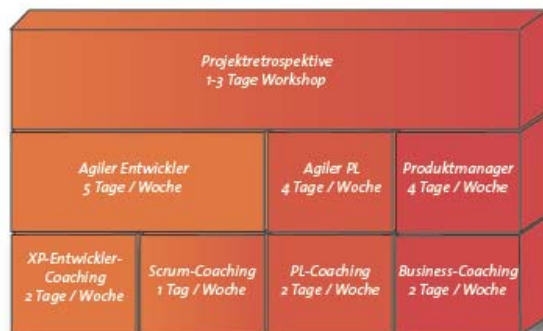 Projektretrospektive
1-3 Tage Workshop
Agiler Entwickler
5 Tage / Woche
Agiler PL
4 Tage / Woche
Produktmanager
4 Tage / Woche
XP-Entwickler-
Coaching
2 Tage / Woche
Scrum-Coaching
1 Tag / Woche
PL-Coaching
2 Tage / Woche
Business-Coaching
2 Tage / Woche